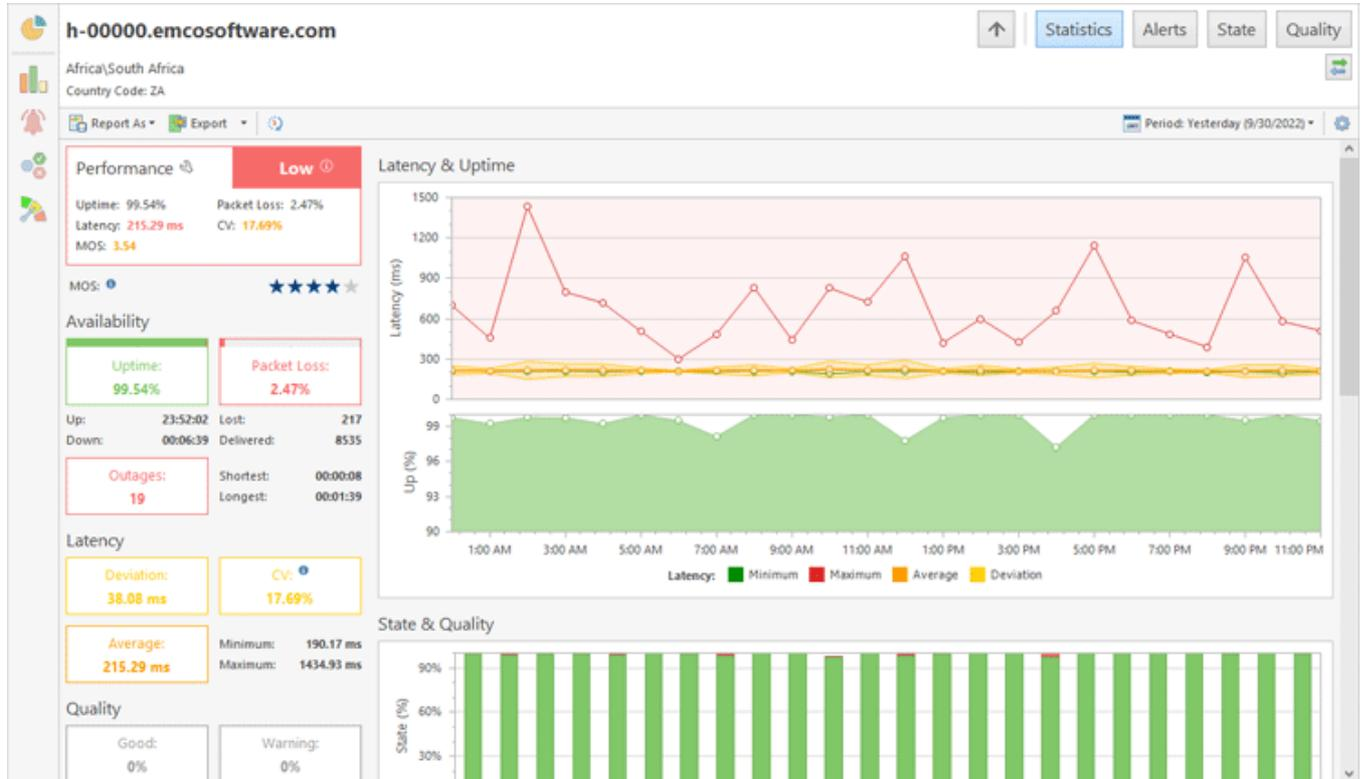 h-00000.emcosoftware.com
Statistics Alerts State Quality
Africa\South Africa
Country Code: ZA
Report As Export
Period: Yesterday (9/30/2022)
Performance Low
Uptime: 99.54% Packet Loss: 2.47%
Latency: 215.29 ms CV: 17.69%
MOS: 3.54
MOS:
Availability
Uptime:
99.54%
Packet Loss:
2.47%
Up: 23:52:02 Lost: 217
Down: 00:06:39 Delivered: 8535
Outages:
19
Shortest: 00:00:08
Longest: 00:01:39
Latency
Deviation:
38.08 ms
CV:
17.69%
Average:
215.29 ms
Minimum: 190.17 ms
Maximum: 1434.93 ms
Quality
Good:
0%
Warning:
0%
Latency & Uptime
Latency (ms)
1500
1200
900
600
300
0
Up (%)
99
96
93
90
1:00 AM 3:00 AM 5:00 AM 7:00 AM 9:00 AM 11:00 AM 1:00 PM 3:00 PM 5:00 PM 7:00 PM 9:00 PM 11:00 PM
Latency: Minimum Maximum Average Deviation
State & Quality
State (%)
90%
60%
30%